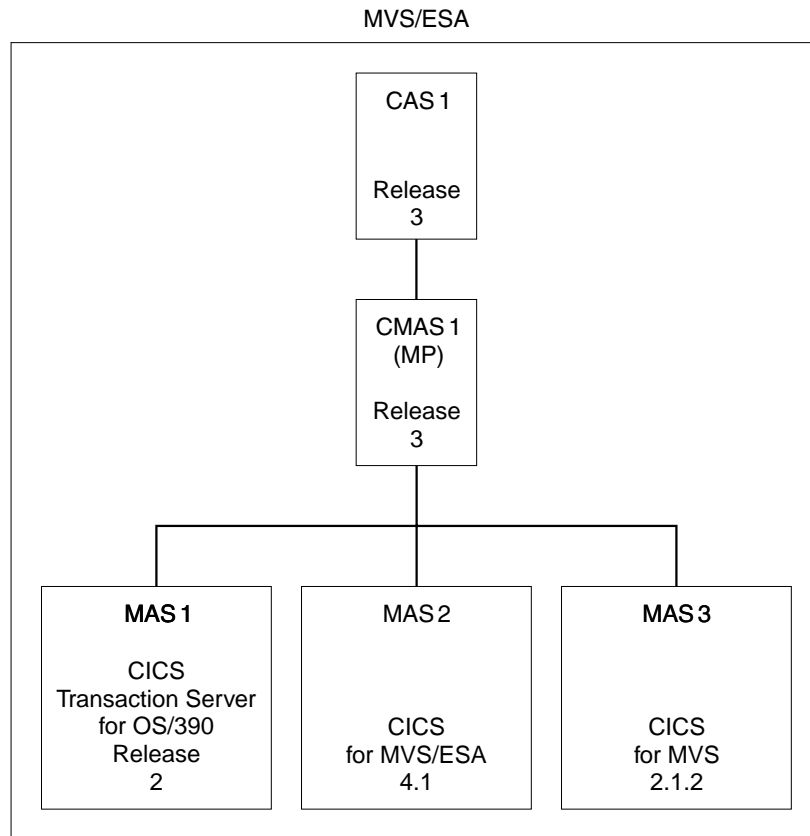 MVS/ESA
CAS 1
Release
3
CMAS 1
(MP)
Release
3
MAS 1
CICS
Transaction Server
for OS/390
Release
2
MAS 2
CICS
for MVS/ESA
4.1
MAS 3
CICS
for MVS
2.1.2